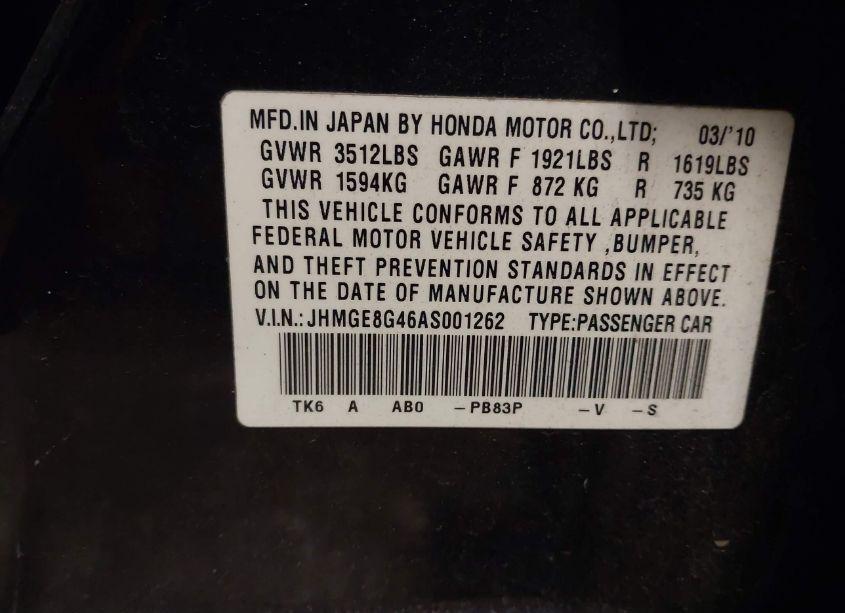 MFD.IN JAPAN BY HONDA MOTOR CO.,LTD; 03/'10
GVWR 3512LBS GAWR F 1921LBS R 1619LBS
GVWR 1594KG GAWR F 872 KG R 735 KG
THIS VEHICLE CONFORMS TO ALL APPLICABLE
FEDERAL MOTOR VEHICLE SAFETY ,BUMPER,
AND THEFT PREVENTION STANDARDS IN EFFECT
ON THE DATE OF MANUFACTURE SHOWN ABOVE.
V.I.N.: JHMGE8G46AS001262 TYPE:PASSENGER CAR
TK6 A AB0 –PB83P –V –S